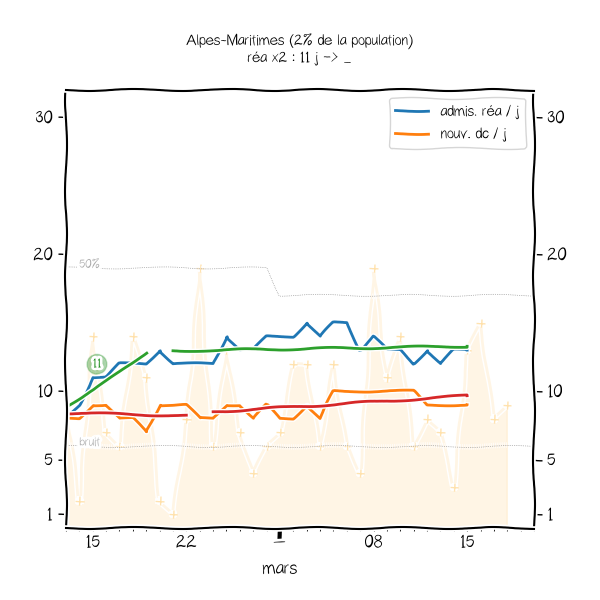 Alpes-Maritimes (2% de la population)
réa x2 : 11 j -> _
admis. réa / j
nouv. dc / j
30
30
20
20
50%
11
10
10
bruit
5
5
1
1
15
22
1
08
15
mars